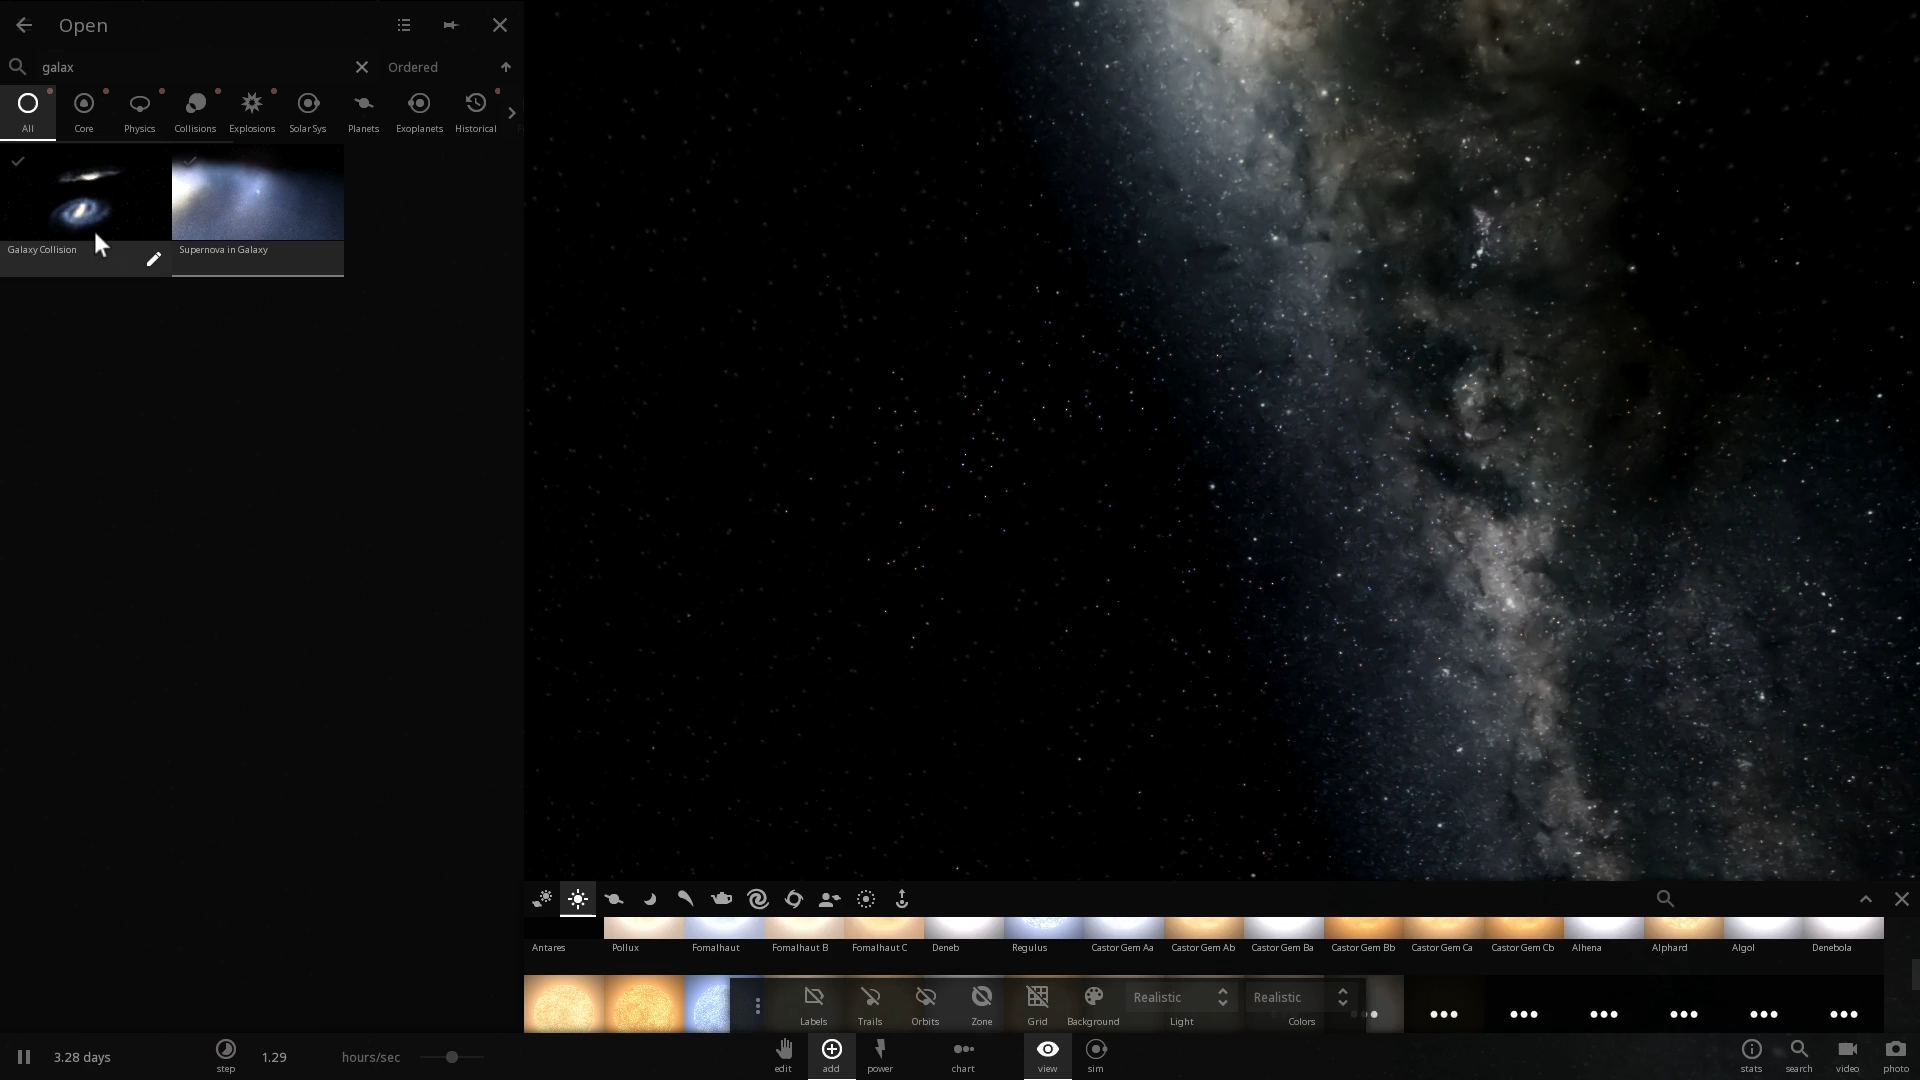 Open
galax
Ordered
All
Core
Physics
Collisions
Explosions
Solar Sys
Planets
Exoplanets
Historical
Galaxy Collision
Supernova in Galaxy
Antares
Pollux
Fomalhaut
Fomalhaut B
Fomalhaut C
Deneb
Regulus
Castor Gem Aa
Castor Gem Ab
Castor Gem Ba
Castor Gem Bb
Castor Gem Ca
Castor Gem Cb
Alhena
Alphard
Algol
Denebola
Labels
Trails
Orbits
Zone
Grid
Background
Realistic
Light
Realistic
Colors
3.28 days
step
1.29
hours/sec
edit
add
power
chart
view
sim
stats
search
video
photo